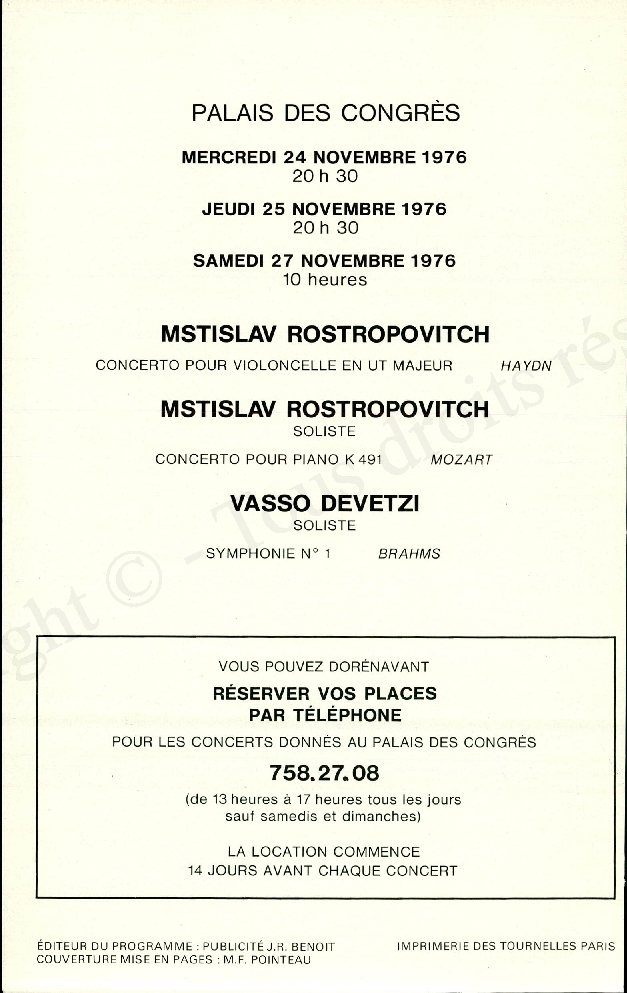 PALAIS DES CONGRÈS
MERCREDI 24 NOVEMBRE 1976
20 h 30
JEUDI 25 NOVEMBRE 1976
20 h 30
SAMEDI 27 NOVEMBRE 1976
10 heures
MSTISLAV ROSTROPOVITCH
CONCERTO POUR VIOLONCELLE EN UT MAJEUR HAYDN
MSTISLAV ROSTROPOVITCH
SOLISTE
CONCERTO POUR PIANO K 491 MOZART
VASSO DEVETZI
SOLISTE
SYMPHONIE N° 1 BRAHMS
ight © - Tous droits rés
VOUS POUVEZ DORÉNAVANT
RÉSERVER VOS PLACES
PAR TÉLÉPHONE
POUR LES CONCERTS DONNÉS AU PALAIS DES CONGRÈS
758.27.08
(de 13 heures à 17 heures tous les jours
sauf samedis et dimanches)
LA LOCATION COMMENCE
14 JOURS AVANT CHAQUE CONCERT
ÉDITEUR DU PROGRAMME : PUBLICITÉ J.R. BENOIT IMPRIMERIE DES TOURNELLES PARIS
COUVERTURE MISE EN PAGES : M.F. POINTEAU